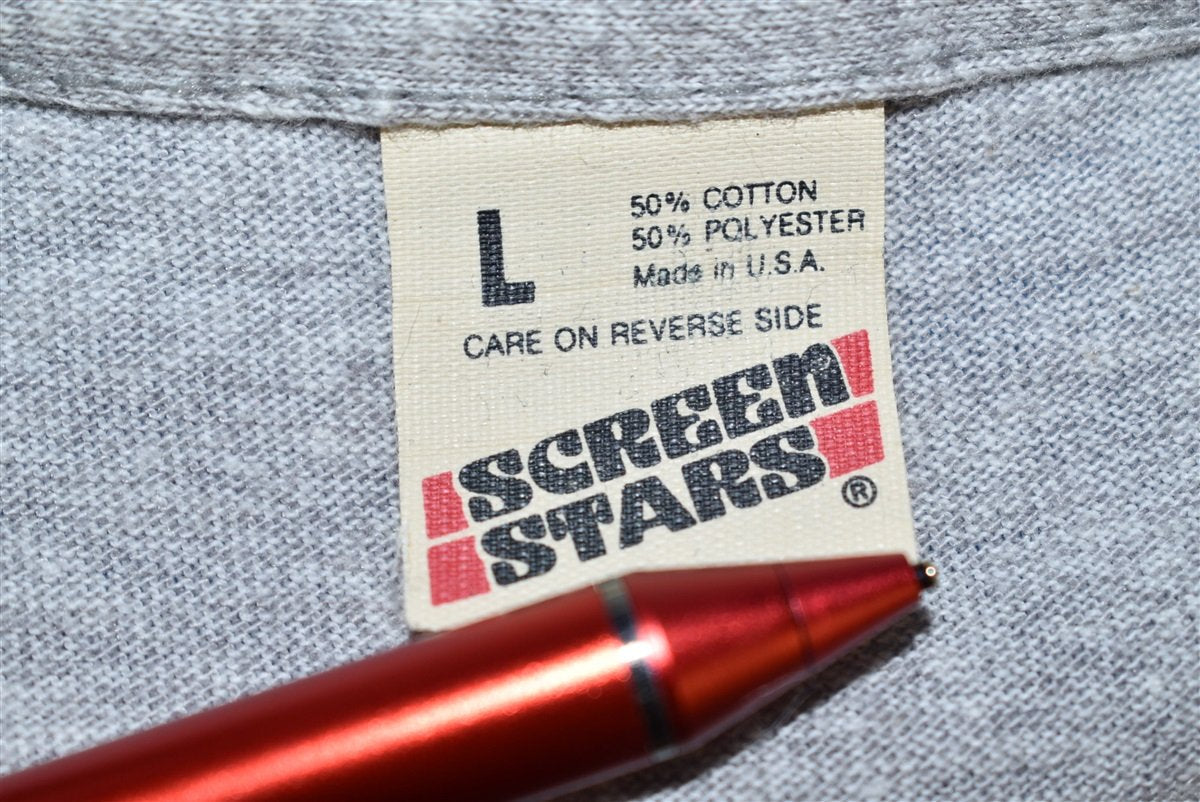 L
50% COTTON
50% POLYESTER
Made in U.S.A.
CARE ON REVERSE SIDE
SCREEN
STARS
®